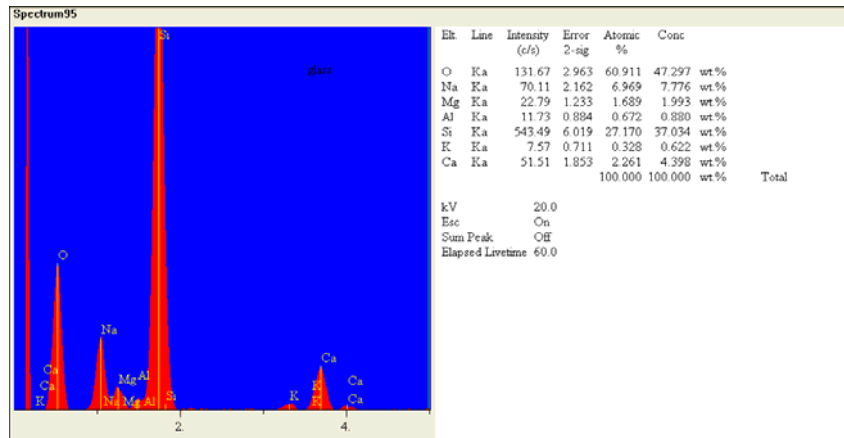 Spectrum95
Elt. Line Intensity Error Atomic Conc
(c/s) 2-sig %
O Ka 131.67 2.963 60.911 47.297 wt.%
Na Ka 70.11 2.162 6.969 7.776 wt.%
Mg Ka 22.79 1.233 1.689 1.993 wt.%
Al Ka 11.73 0.884 0.672 0.880 wt.%
Si Ka 543.49 6.019 27.170 37.034 wt.%
K Ka 7.57 0.711 0.328 0.622 wt.%
Ca Ka 51.51 1.853 2.261 4.398 wt.%
100.000 100.000 wt.% Total
kV 20.0
Esc On
Sum Peak Off
Elapsed Livetime 60.0
Si
glass
O
Na
Ca
Ca
K
Mg Al
Na Mg Al
Si
K
Ca
K
K
Ca
Ca
2. 4.